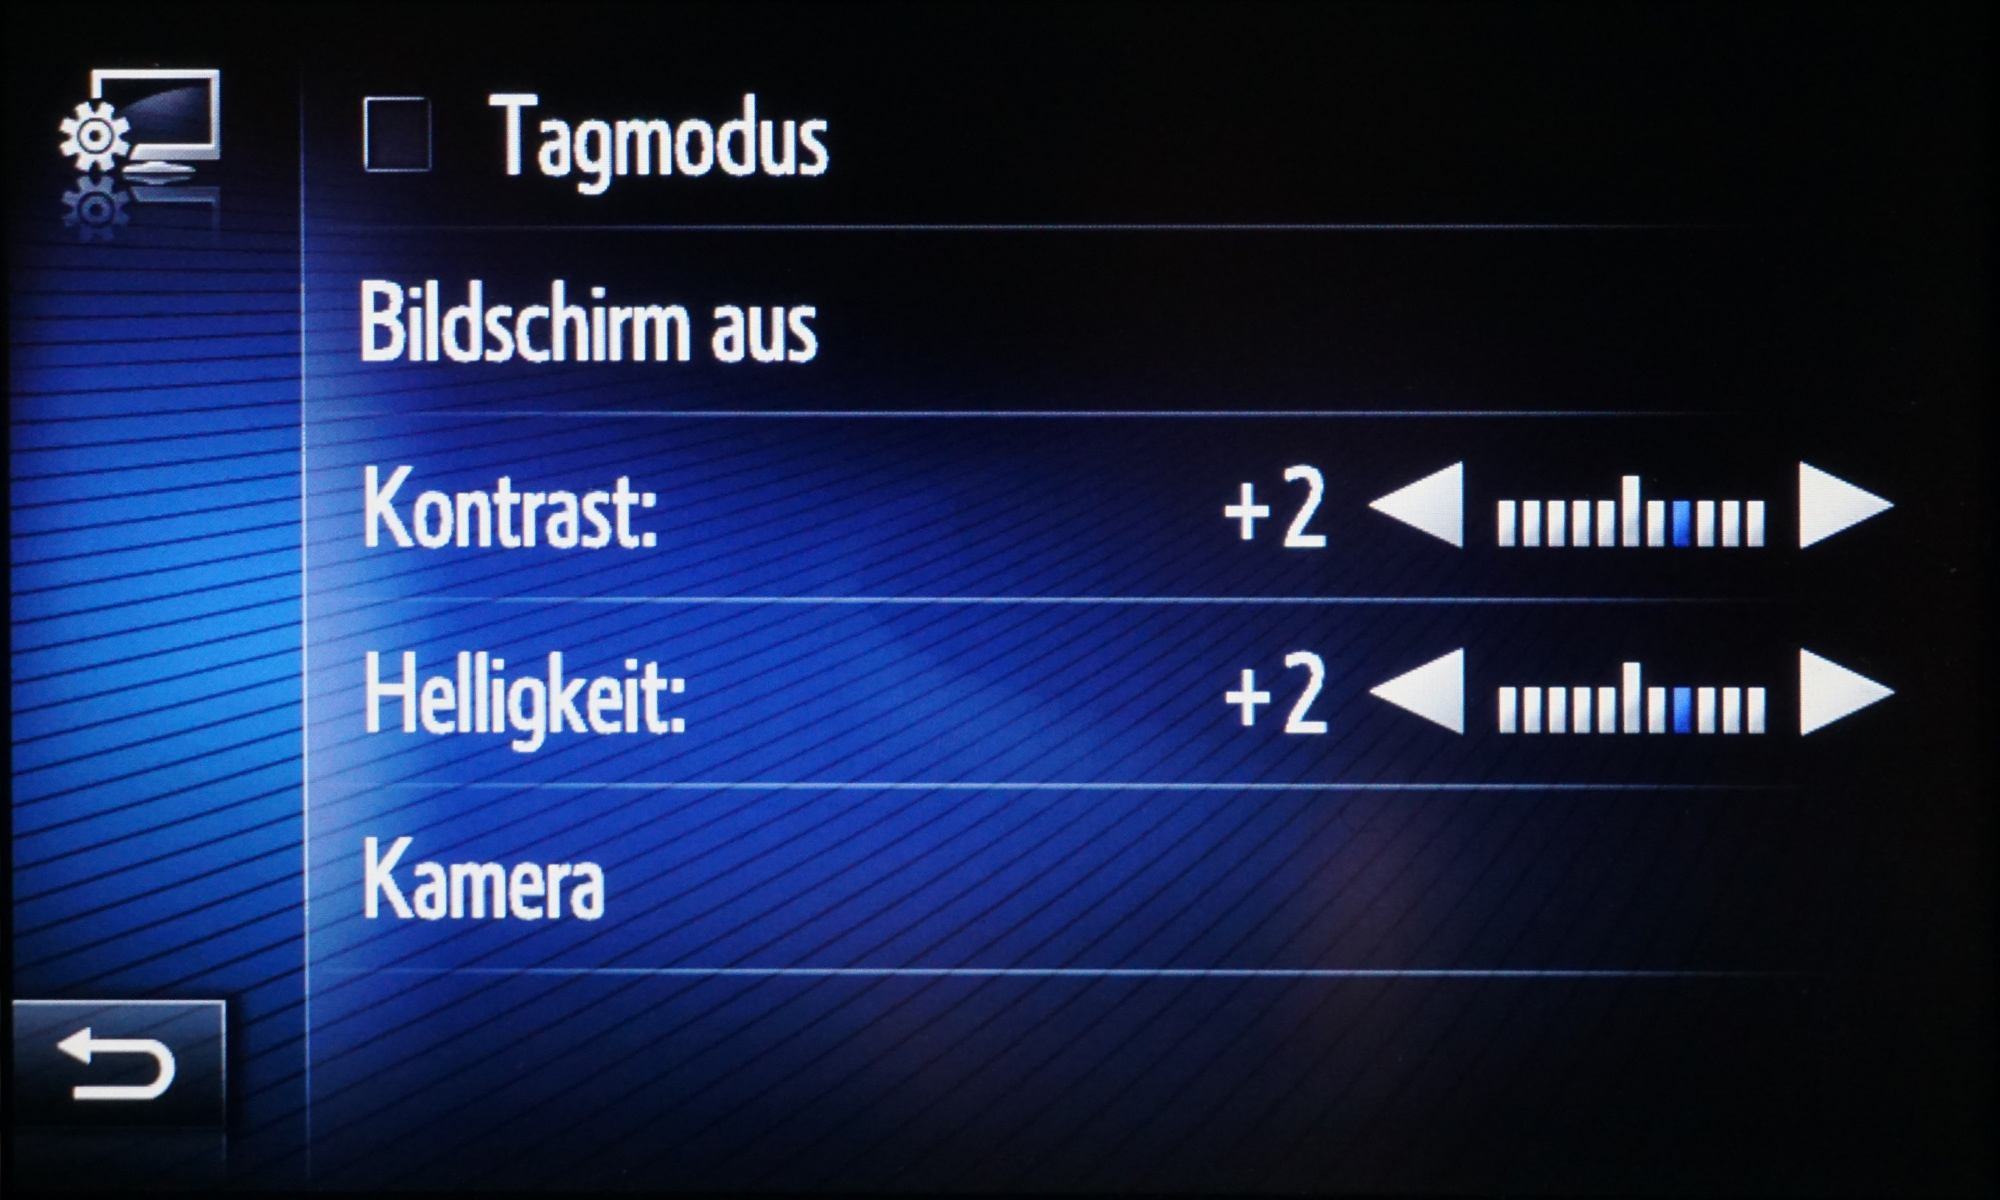 Tagmodus
Bildschirm aus
Kontrast: +2
Helligkeit: +2
Kamera